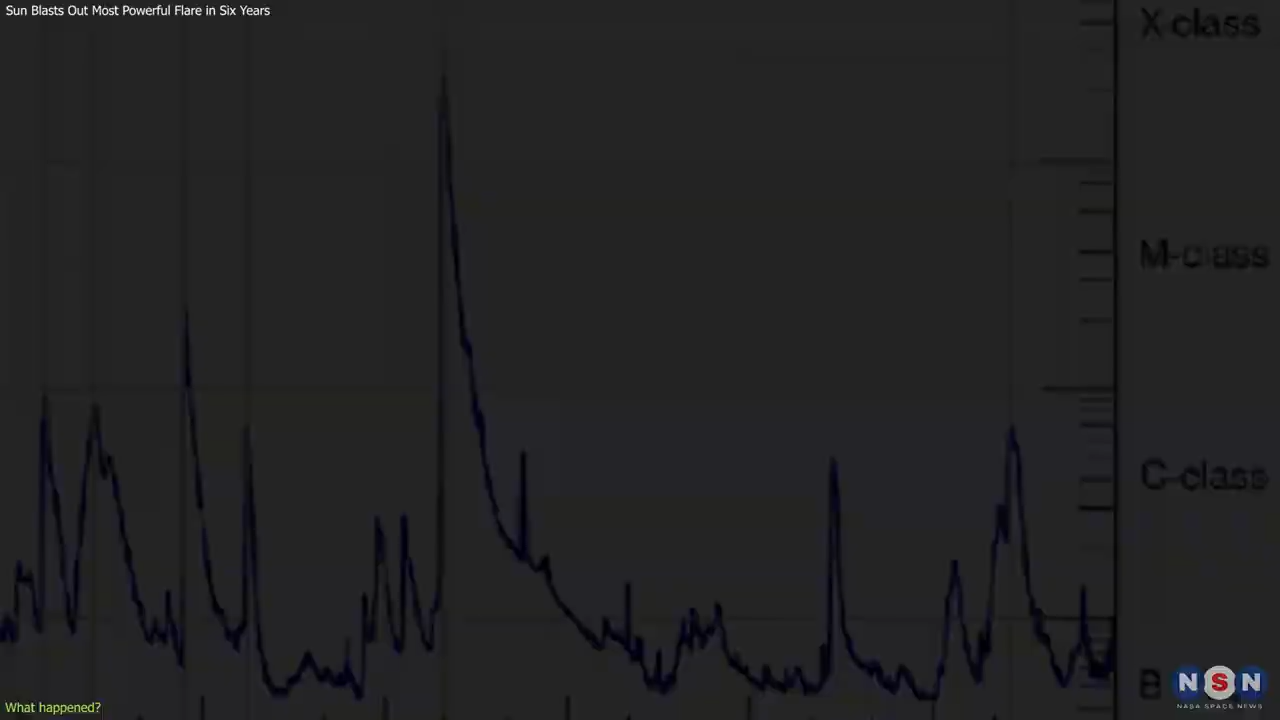 Sun Blasts Out Most Powerful Flare in Six Years
X-class
M-class
C-class
B
NSN
NASA SPACE NEWS
What happened?